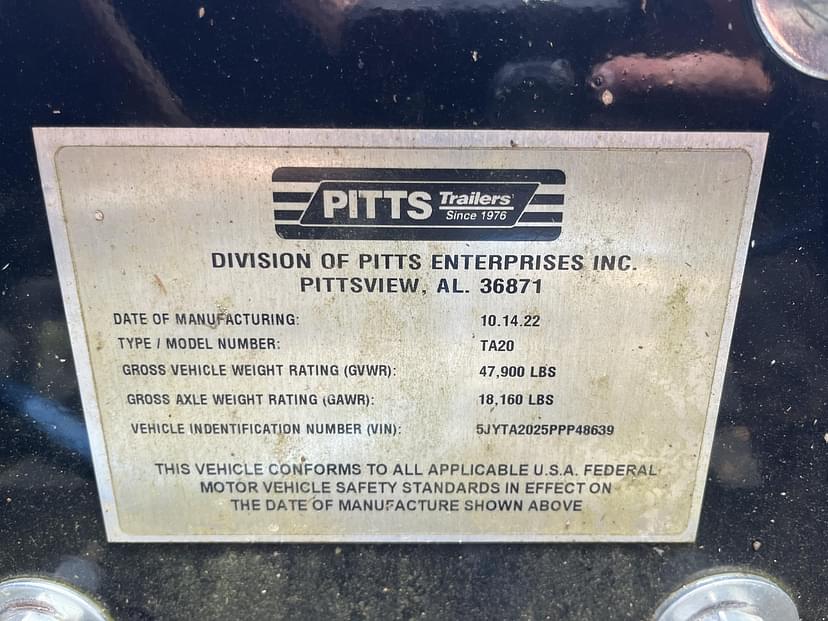 PITTS Trailers
Since 1976
DIVISION OF PITTS ENTERPRISES INC.
PITTSVIEW, AL. 36871
DATE OF MANUFACTURING: 10.14.22
TYPE / MODEL NUMBER: TA20
GROSS VEHICLE WEIGHT RATING (GVWR): 47,900 LBS
GROSS AXLE WEIGHT RATING (GAWR): 18,160 LBS
VEHICLE INDENTIFICATION NUMBER (VIN): 5JYTA2025PPP48639
THIS VEHICLE CONFORMS TO ALL APPLICABLE U.S.A. FEDERAL
MOTOR VEHICLE SAFETY STANDARDS IN EFFECT ON
THE DATE OF MANUFACTURE SHOWN ABOVE